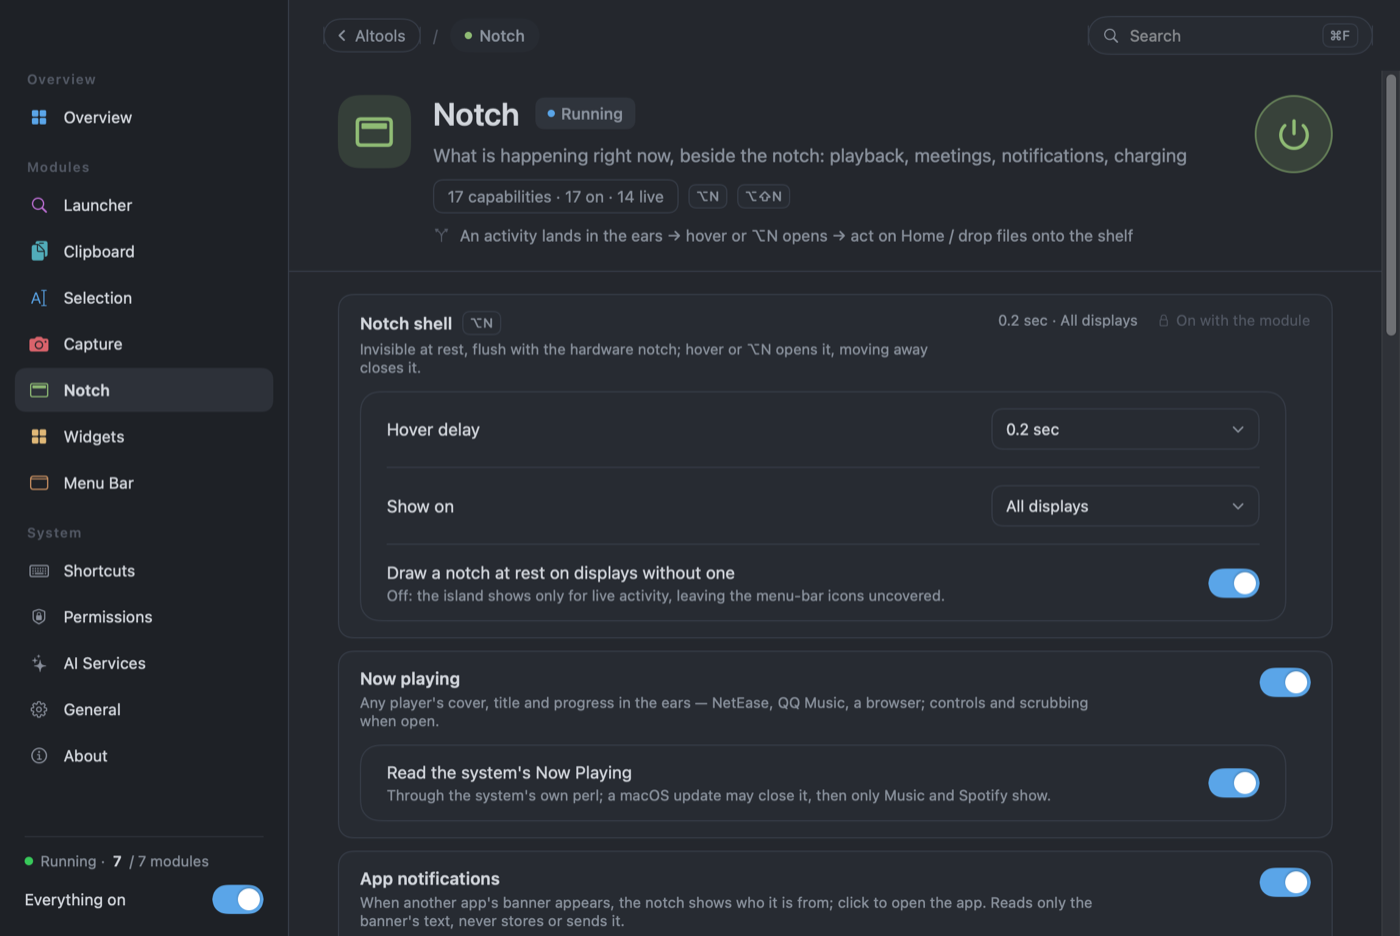 Altools / Notch
Search ⌘F
Overview
Overview
Modules
Launcher
Clipboard
Selection
Capture
Notch
Widgets
Menu Bar
System
Shortcuts
Permissions
AI Services
General
About
Running · 7 / 7 modules
Everything on
Notch Running
What is happening right now, beside the notch: playback, meetings, notifications, charging
17 capabilities · 17 on · 14 live ⌥N ⌥⇧N
An activity lands in the ears → hover or ⌥N opens → act on Home / drop files onto the shelf
Notch shell ⌥N
0.2 sec · All displays On with the module
Invisible at rest, flush with the hardware notch; hover or ⌥N opens it, moving away
closes it.
Hover delay 0.2 sec
Show on All displays
Draw a notch at rest on displays without one
Off: the island shows only for live activity, leaving the menu-bar icons uncovered.
Now playing
Any player's cover, title and progress in the ears — NetEase, QQ Music, a browser; controls and scrubbing
when open.
Read the system's Now Playing
Through the system's own perl; a macOS update may close it, then only Music and Spotify show.
App notifications
When another app's banner appears, the notch shows who it is from; click to open the app. Reads only the
banner's text, never stores or sends it.